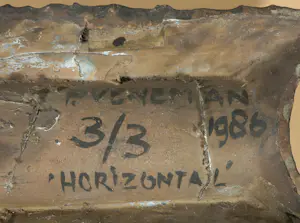 T. VENEMAN
3/3 1986
'HORIZONTAL'